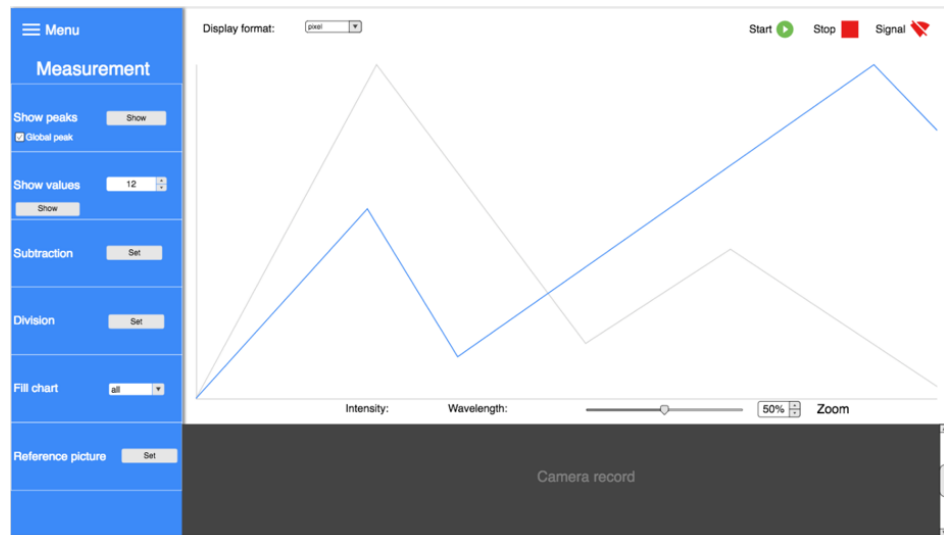 Menu
Measurement
Show peaks Show
Global peak
Show values 12
Show
Subtraction Set
Division Set
Fill chart all
Reference picture Set
Display format: pixel
Start Stop Signal
Intensity: Wavelength: 50% Zoom
Camera record